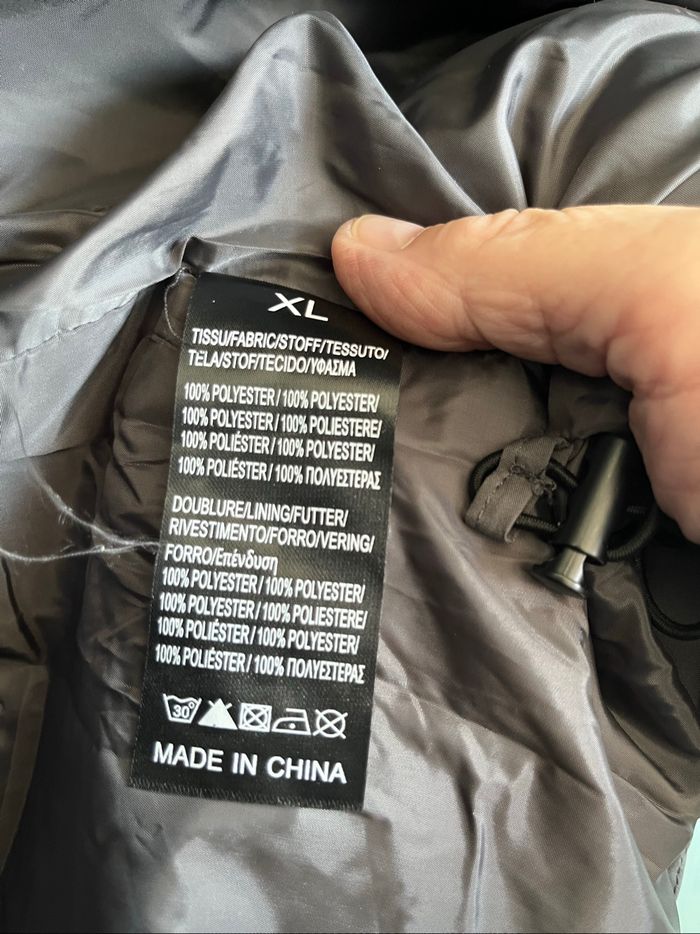 XL
TISSU/FABRIC/STOFF/TESSUTO/
TELA/STOF/TECIDO/ΥΦΑΣΜΑ
100% POLYESTER / 100% POLYESTER/
100% POLYESTER / 100% POLIESTERE/
100% POLIÉSTER / 100% POLYESTER/
100% POLIÉSTER / 100% ΠΟΛΥΕΣΤΕΡΑΣ
DOUBLURE/LINING/FUTTER/
RIVESTIMENTO/FORRO/VERING/
FORRO/Επένδυση
100% POLYESTER / 100% POLYESTER/
100% POLYESTER / 100% POLIESTERE/
100% POLIÉSTER / 100% POLYESTER/
100% POLIÉSTER / 100% ΠΟΛΥΕΣΤΕΡΑΣ
30°
MADE IN CHINA